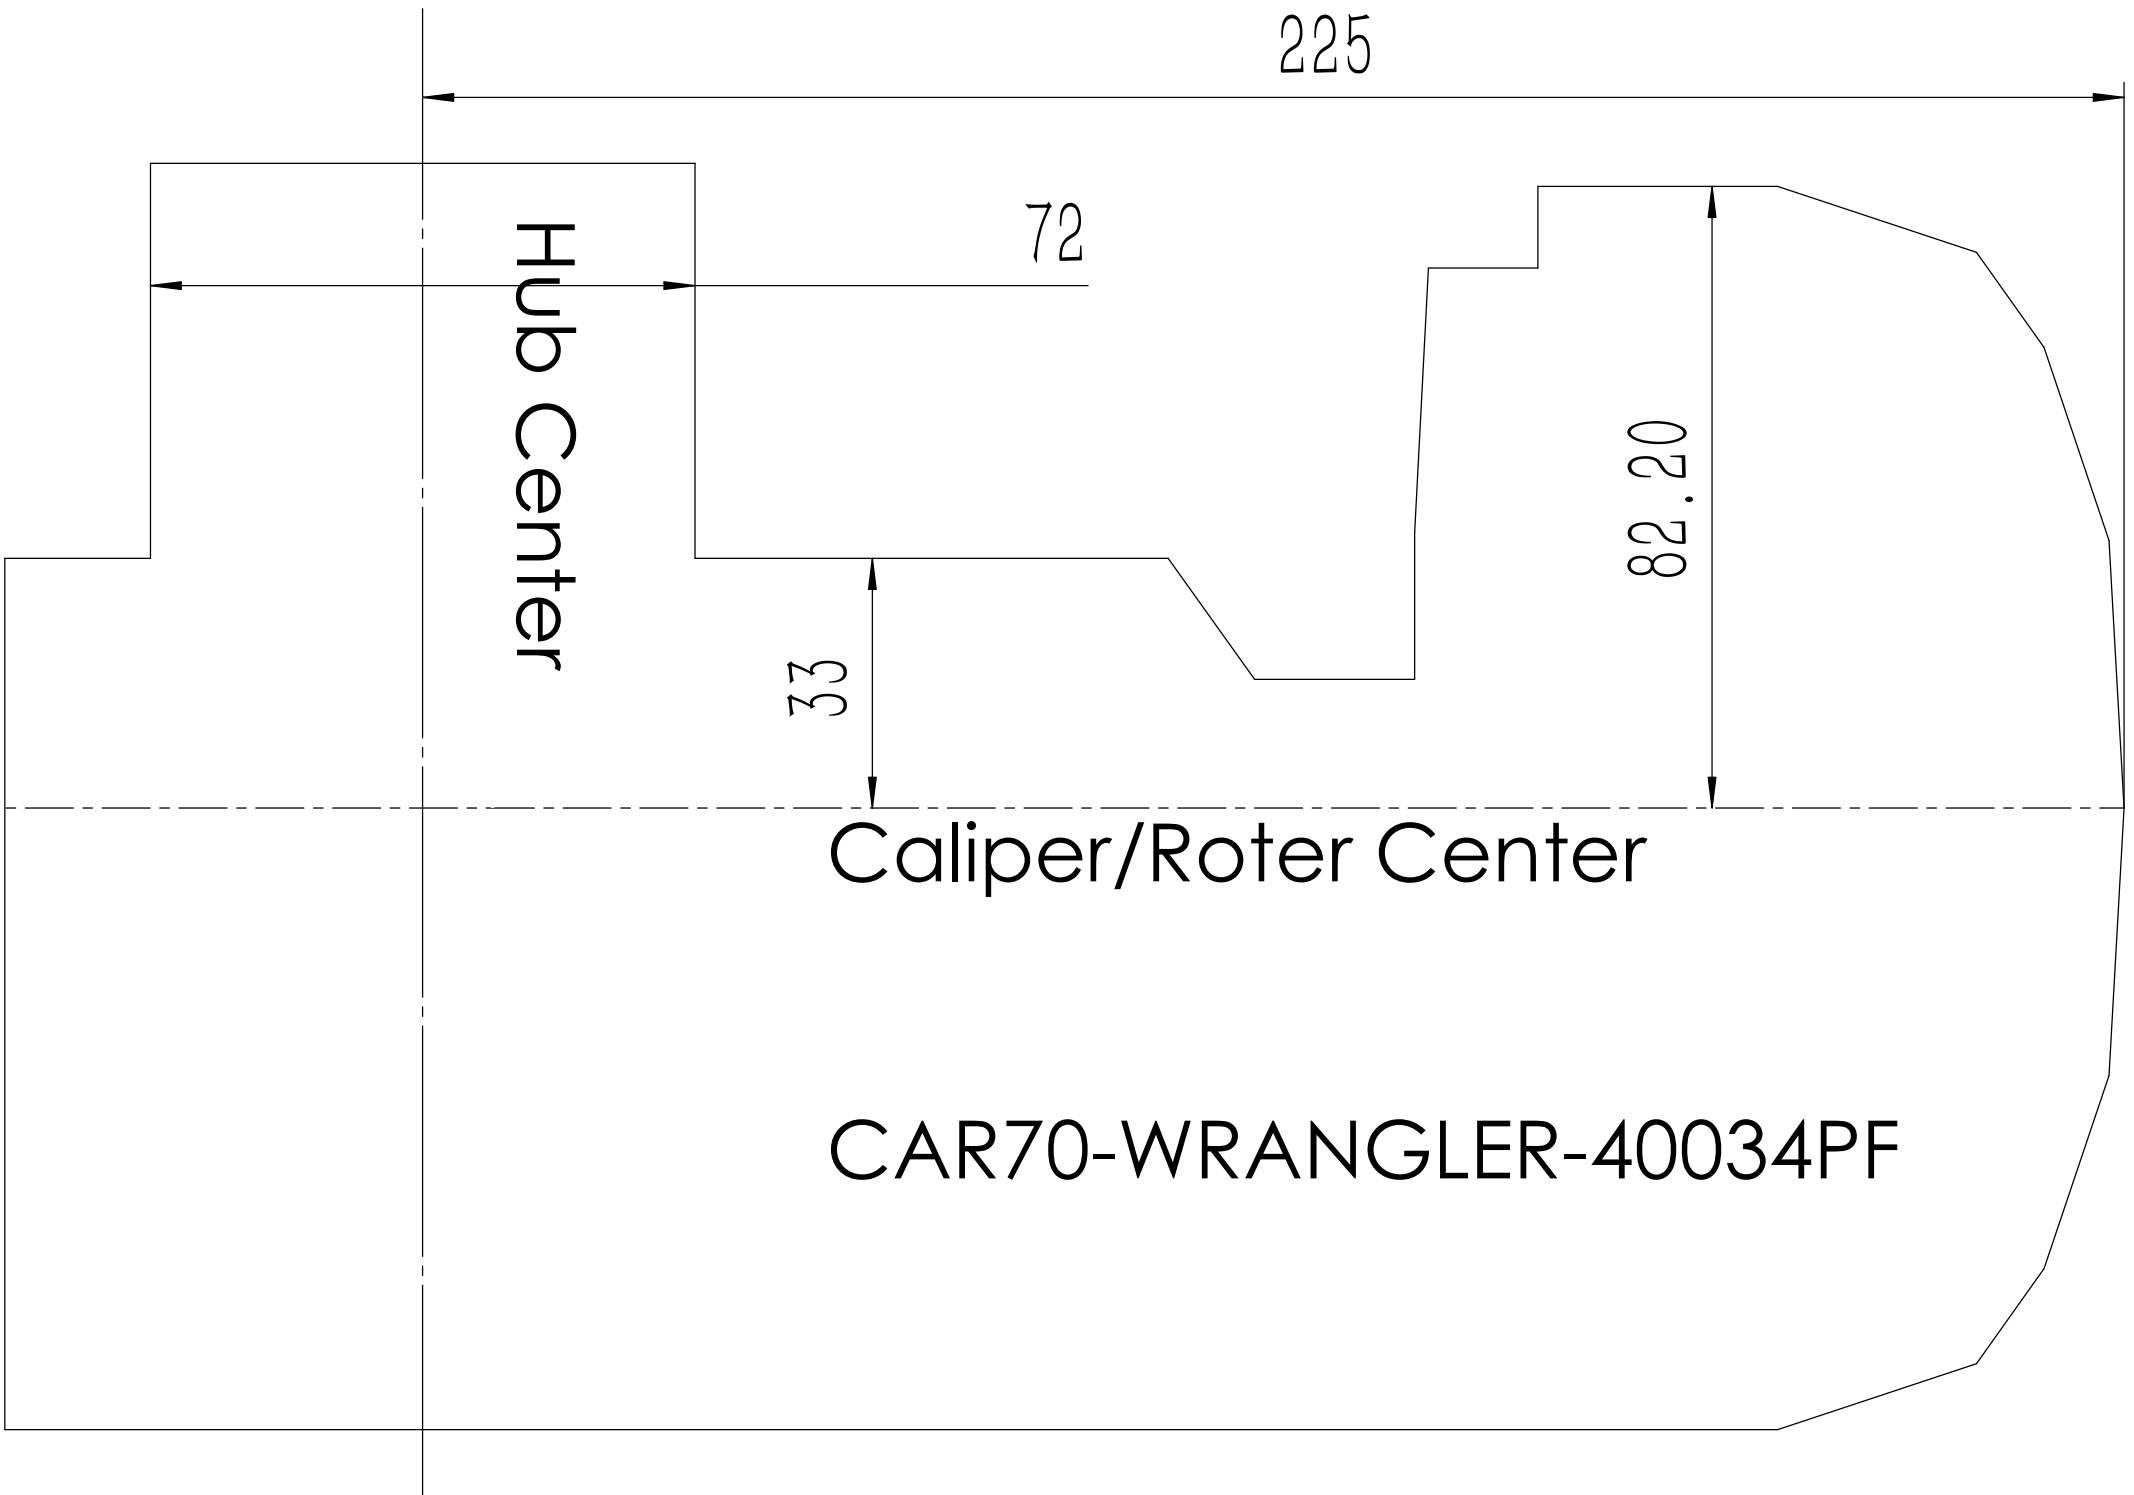 225
72
Hub Center
82.20
33
Caliper/Roter Center
CAR70-WRANGLER-40034PF